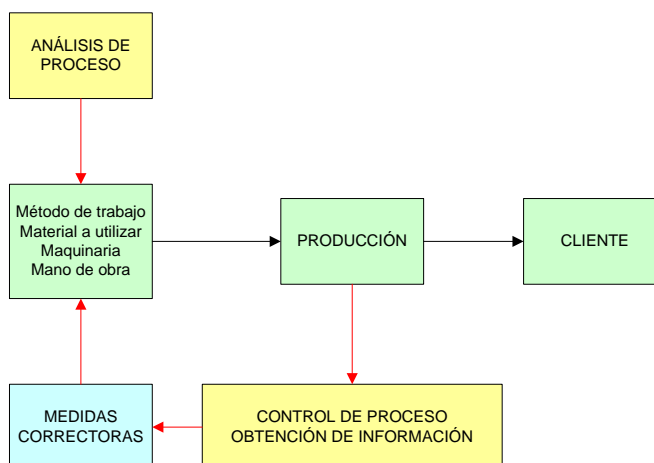 ANÁLISIS DE
PROCESO
Método de trabajo
Material a utilizar
Maquinaria
Mano de obra
PRODUCCIÓN
CLIENTE
MEDIDAS
CORRECTORAS
CONTROL DE PROCESO
OBTENCIÓN DE INFORMACIÓN